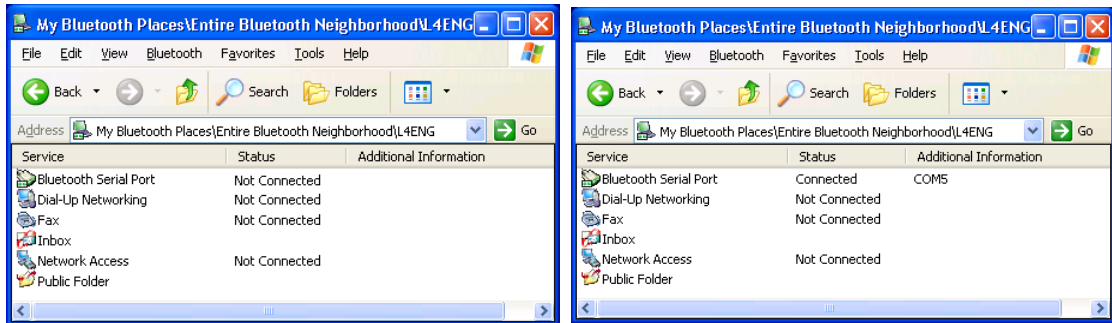 My Bluetooth Places\Entire Bluetooth Neighborhood\L4ENG
File Edit View Bluetooth Favorites Tools Help
Back Search Folders
Address My Bluetooth Places\Entire Bluetooth Neighborhood\L4ENG Go
Service Status Additional Information
Bluetooth Serial Port Not Connected
Dial-Up Networking Not Connected
Fax Not Connected
Inbox
Network Access Not Connected
Public Folder
My Bluetooth Places\Entire Bluetooth Neighborhood\L4ENG
File Edit View Bluetooth Favorites Tools Help
Back Search Folders
Address My Bluetooth Places\Entire Bluetooth Neighborhood\L4ENG Go
Service Status Additional Information
Bluetooth Serial Port Connected COM5
Dial-Up Networking Not Connected
Fax Not Connected
Inbox
Network Access Not Connected
Public Folder